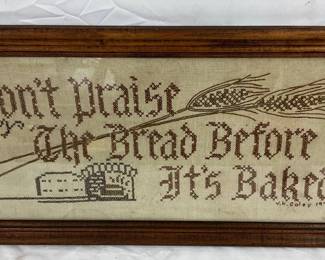 on't Praise
The Bread Before
It's Baked